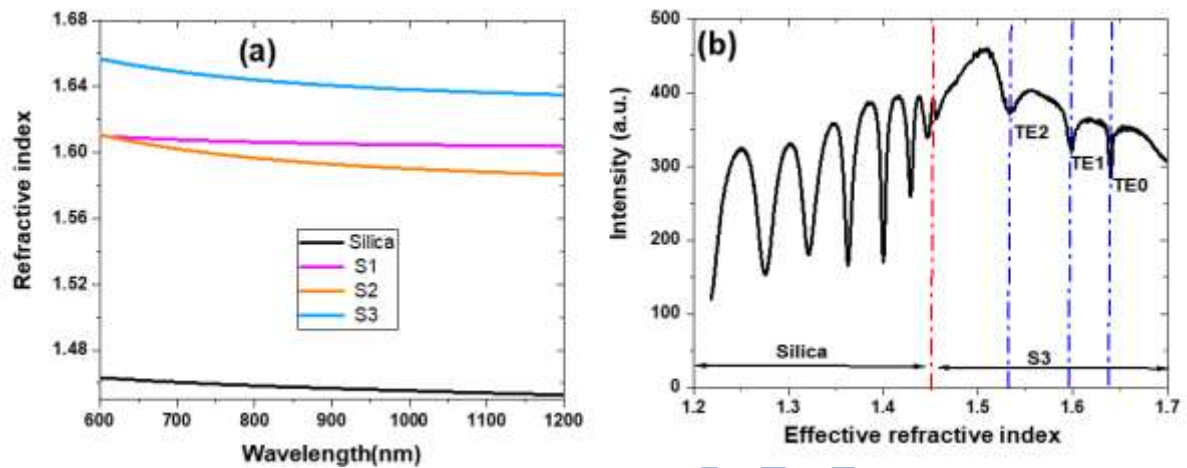 (a)
Refractive index
1.68
1.64
1.60
1.56
1.52
1.48
Silica
S1
S2
S3
600 700 800 900 1000 1100 1200
Wavelength(nm)
(b)
Intensity (a.u.)
500
400
300
200
100
0
TE2
TE1
TE0
Silica
S3
1.2 1.3 1.4 1.5 1.6 1.7
Effective refractive index